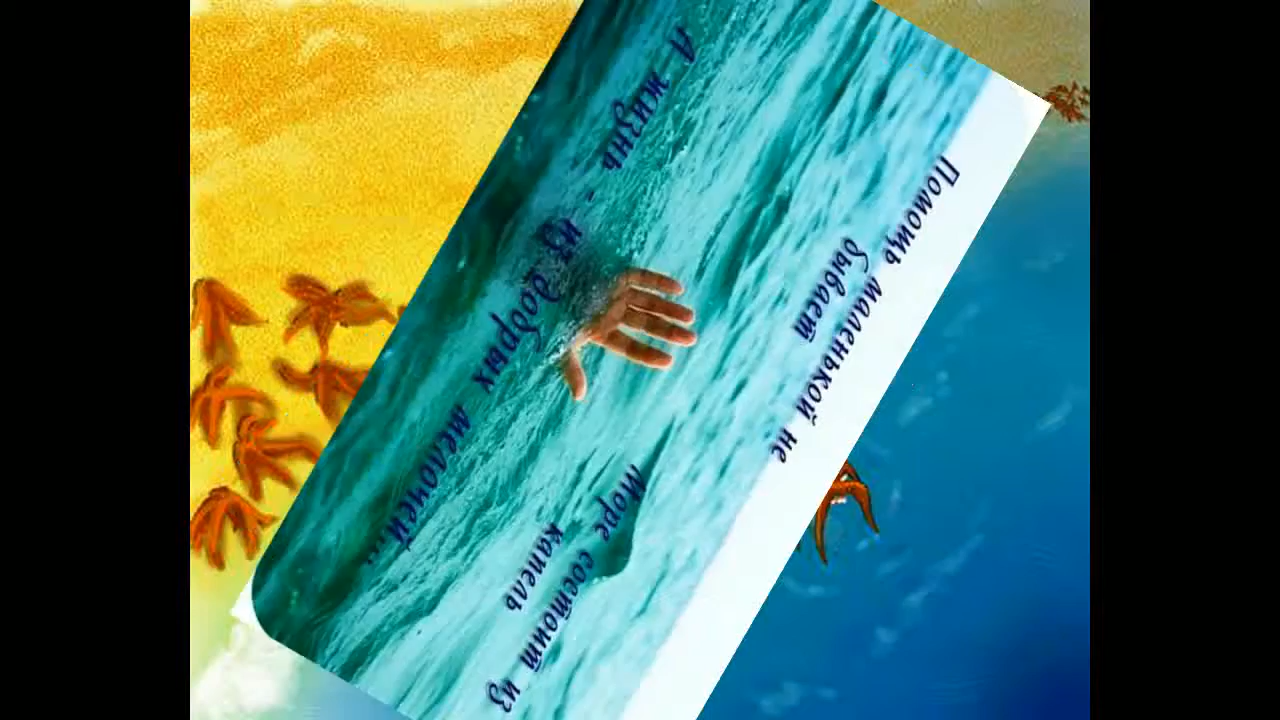 Помощь маленькой не
бывает
Море состоит из
капель
А жизнь - из добрых мелочей...